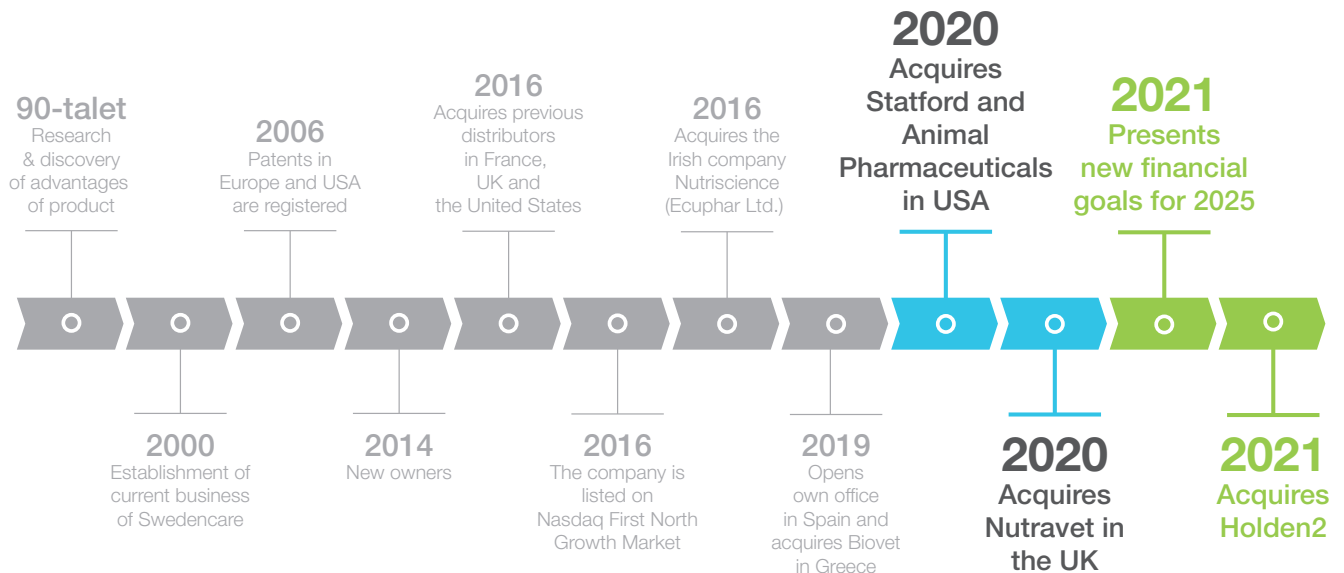 90-talet
Research
& discovery
of advantages
of product
2000
Establishment of
current business
of Swedencare
2006
Patents in
Europe and USA
are registered
2014
New owners
2016
Acquires previous
distributors
in France,
UK and
the United States
2016
The company is
listed on
Nasdaq First North
Growth Market
2016
Acquires the
Irish company
Nutriscience
(Ecuphar Ltd.)
2019
Opens
own office
in Spain and
acquires Biovet
in Greece
2020
Acquires
Statford and
Animal
Pharmaceuticals
in USA
2020
Acquires
Nutravet in
the UK
2021
Presents
new financial
goals for 2025
2021
Acquires
Holden2